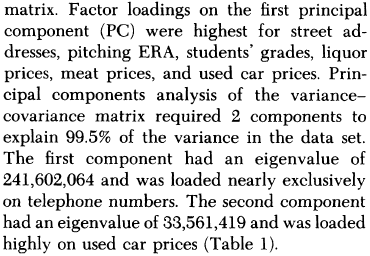 matrix. Factor loadings on the first principal
component (PC) were highest for street ad-
dresses, pitching ERA, students' grades, liquor
prices, meat prices, and used car prices. Prin-
cipal components analysis of the variance–
covariance matrix required 2 components to
explain 99.5% of the variance in the data set.
The first component had an eigenvalue of
241,602,064 and was loaded nearly exclusively
on telephone numbers. The second component
had an eigenvalue of 33,561,419 and was loaded
highly on used car prices (Table 1).